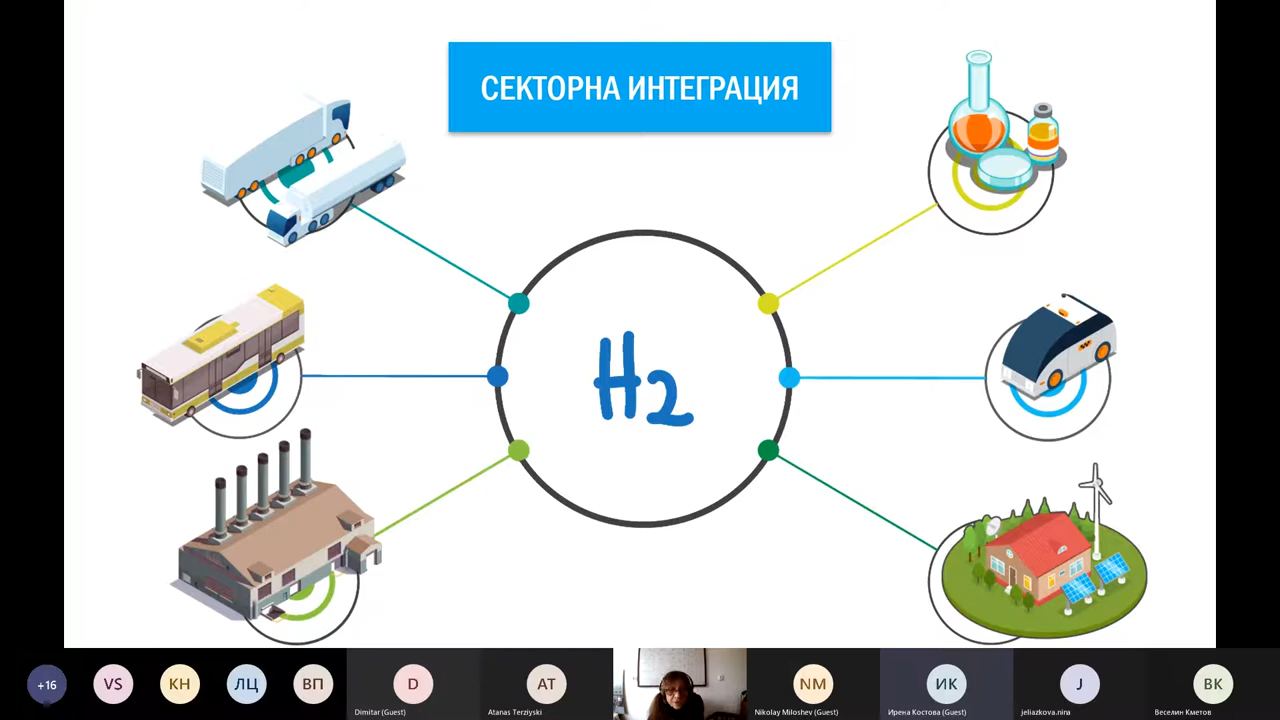 СЕКТОРНА ИНТЕГРАЦИЯ
H2
+16
VS
КН
ЛЦ
ВП
D
Dimitar (Guest)
AT
Atanas Terziyski
NM
Nikolay Miloshev (Guest)
ИК
Ирена Костова (Guest)
J
jeliazkova.nina
ВК
Веселин Кметов